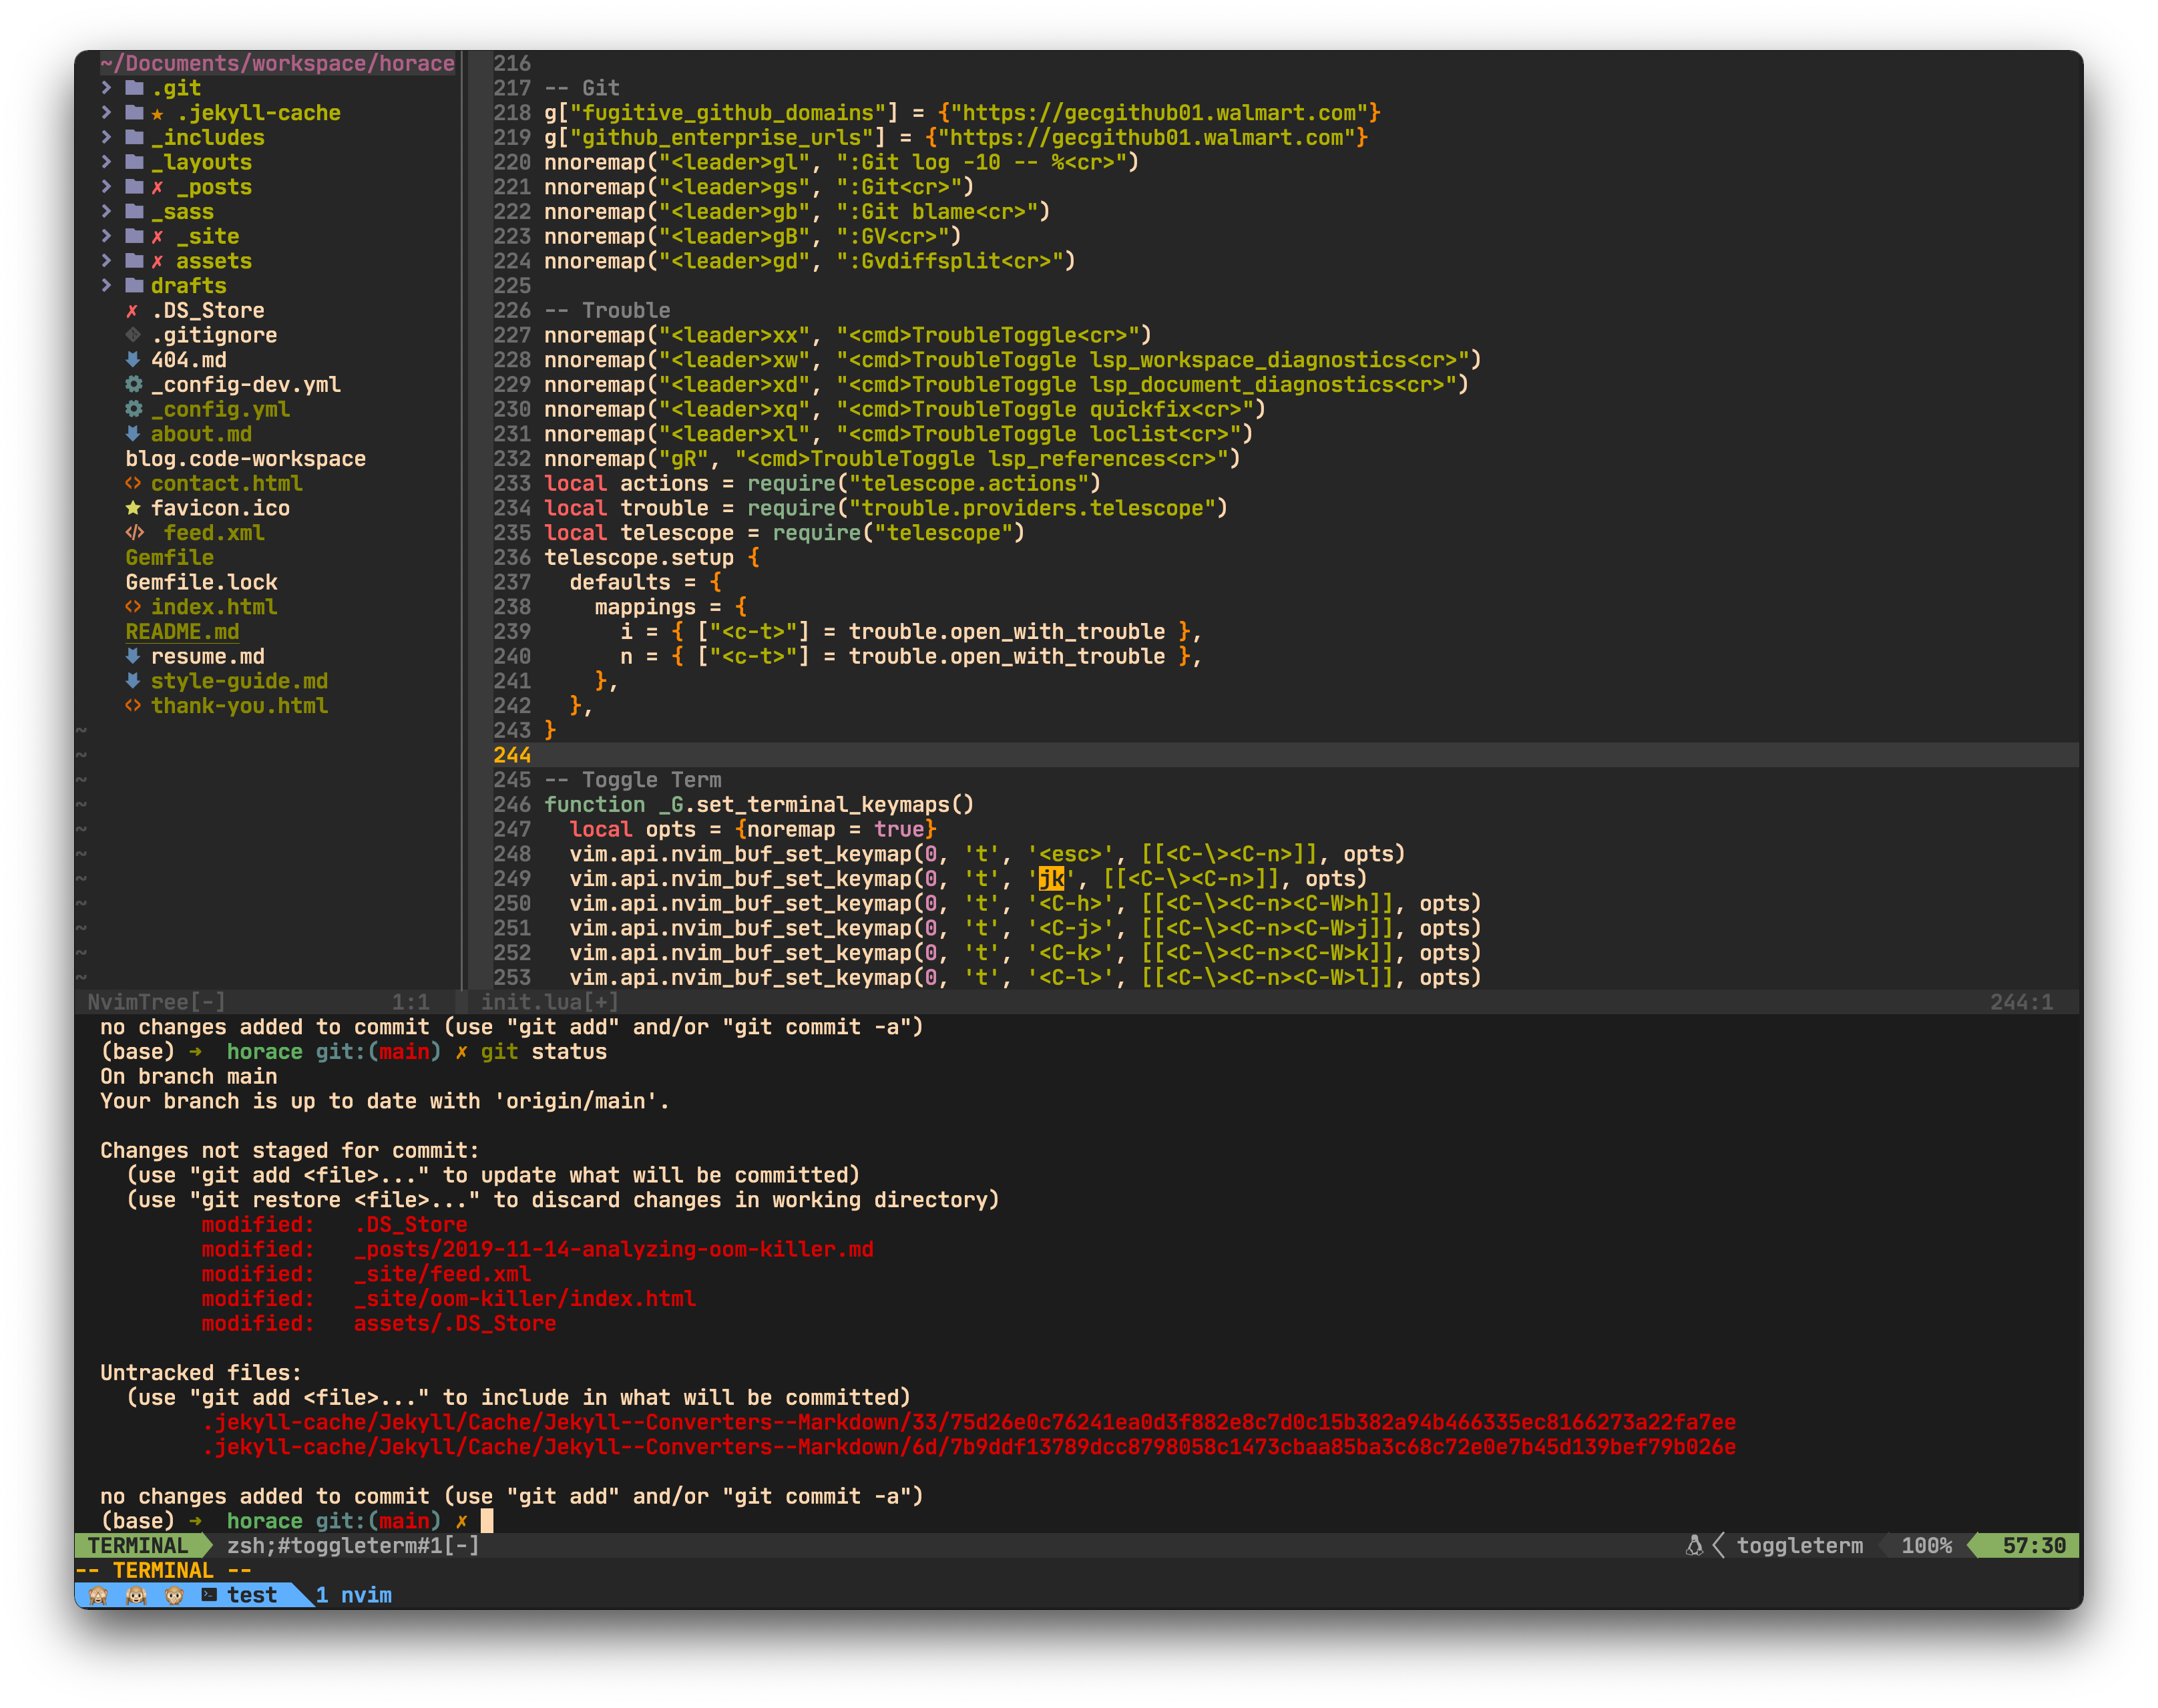 ~/Documents/workspace/horace
.git
.jekyll-cache
_includes
_layouts
✗ _posts
_sass
✗ _site
✗ assets
drafts
✗ .DS_Store
.gitignore
404.md
_config-dev.yml
_config.yml
about.md
blog.code-workspace
contact.html
favicon.ico
feed.xml
Gemfile
Gemfile.lock
index.html
README.md
resume.md
style-guide.md
thank-you.html
~
~
~
~
~
~
~
~
~
~
~
NvimTree[-] 1:1
216
217 -- Git
218 g["fugitive_github_domains"] = {"https://gecgithub01.walmart.com"}
219 g["github_enterprise_urls"] = {"https://gecgithub01.walmart.com"}
220 nnoremap("<leader>gl", ":Git log -10 -- %<cr>")
221 nnoremap("<leader>gs", ":Git<cr>")
222 nnoremap("<leader>gb", ":Git blame<cr>")
223 nnoremap("<leader>gB", ":GV<cr>")
224 nnoremap("<leader>gd", ":Gvdiffsplit<cr>")
225
226 -- Trouble
227 nnoremap("<leader>xx", "<cmd>TroubleToggle<cr>")
228 nnoremap("<leader>xw", "<cmd>TroubleToggle lsp_workspace_diagnostics<cr>")
229 nnoremap("<leader>xd", "<cmd>TroubleToggle lsp_document_diagnostics<cr>")
230 nnoremap("<leader>xq", "<cmd>TroubleToggle quickfix<cr>")
231 nnoremap("<leader>xl", "<cmd>TroubleToggle loclist<cr>")
232 nnoremap("gR", "<cmd>TroubleToggle lsp_references<cr>")
233 local actions = require("telescope.actions")
234 local trouble = require("trouble.providers.telescope")
235 local telescope = require("telescope")
236 telescope.setup {
237   defaults = {
238     mappings = {
239       i = { ["<c-t>"] = trouble.open_with_trouble },
240       n = { ["<c-t>"] = trouble.open_with_trouble },
241     },
242   },
243 }
244
245 -- Toggle Term
246 function _G.set_terminal_keymaps()
247   local opts = {noremap = true}
248   vim.api.nvim_buf_set_keymap(0, 't', '<esc>', [[<C-\><C-n>]], opts)
249   vim.api.nvim_buf_set_keymap(0, 't', 'jk', [[<C-\><C-n>]], opts)
250   vim.api.nvim_buf_set_keymap(0, 't', '<C-h>', [[<C-\><C-n><C-W>h]], opts)
251   vim.api.nvim_buf_set_keymap(0, 't', '<C-j>', [[<C-\><C-n><C-W>j]], opts)
252   vim.api.nvim_buf_set_keymap(0, 't', '<C-k>', [[<C-\><C-n><C-W>k]], opts)
253   vim.api.nvim_buf_set_keymap(0, 't', '<C-l>', [[<C-\><C-n><C-W>l]], opts)
init.lua[+] 244:1
no changes added to commit (use "git add" and/or "git commit -a")
(base) ➜ horace git:(main) ✗ git status
On branch main
Your branch is up to date with 'origin/main'.
Changes not staged for commit:
  (use "git add <file>..." to update what will be committed)
  (use "git restore <file>..." to discard changes in working directory)
        modified:   .DS_Store
        modified:   _posts/2019-11-14-analyzing-oom-killer.md
        modified:   _site/feed.xml
        modified:   _site/oom-killer/index.html
        modified:   assets/.DS_Store
Untracked files:
  (use "git add <file>..." to include in what will be committed)
        .jekyll-cache/Jekyll/Cache/Jekyll--Converters--Markdown/33/75d26e0c76241ea0d3f882e8c7d0c15b382a94b466335ec8166273a22fa7ee
        .jekyll-cache/Jekyll/Cache/Jekyll--Converters--Markdown/6d/7b9ddf13789dcc8798058c1473cbaa85ba3c68c72e0e7b45d139bef79b026e
no changes added to commit (use "git add" and/or "git commit -a")
(base) ➜ horace git:(main) ✗
TERMINAL zsh;#toggleterm#1[-] toggleterm 100% 57:30
-- TERMINAL --
test 1 nvim